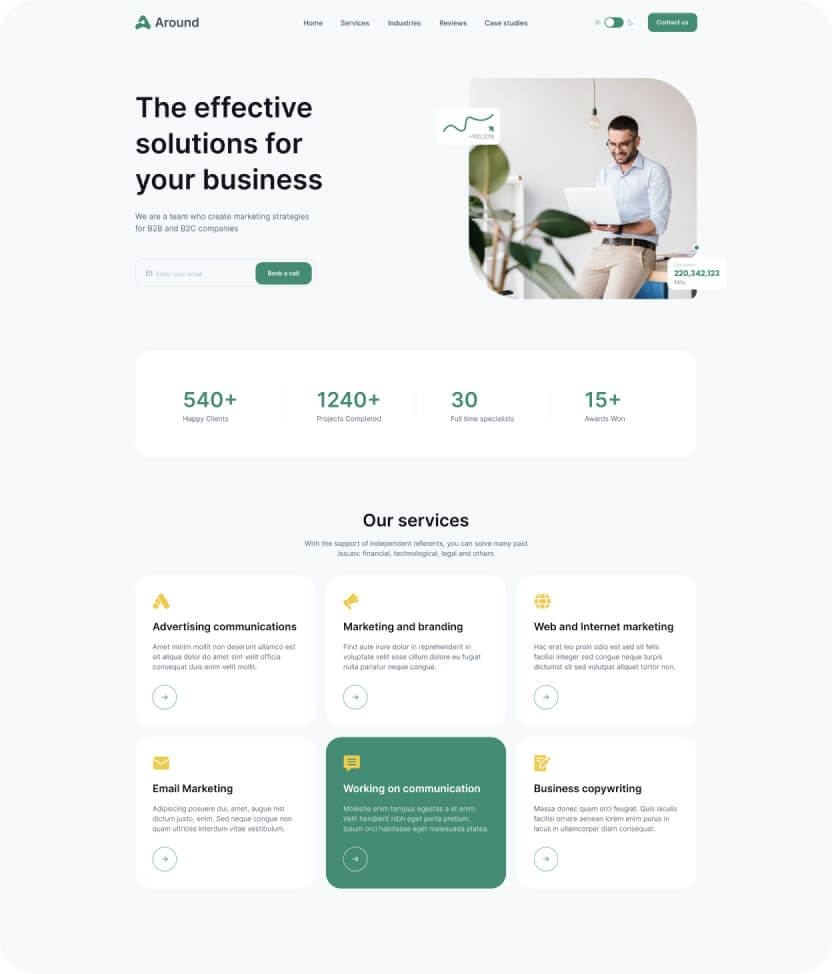 Around
Home Services Industries Reviews Case studies
Contact us
The effective
solutions for
your business
We are a team who create marketing strategies
for B2B and B2C companies
Enter your email
Book a call
+100.20%
220,342,123
May
540+ 1240+ 30 15+
Happy Clients Projects Completed Full time specialists Awards Won
Our services
With the support of independent referents, you can solve many paid
issues: financial, technological, legal and others
Advertising communications
Amet minim mollit non deserunt ullamco est
sit aliqua dolor do amet sint velit officia
consequat duis enim velit mollit.
Marketing and branding
Find aute irure dolor in reprehenderit in
voluptate velit esse cillum dolore eu fugiat
nulla pariatur neque congue.
Web and Internet marketing
Hac erat leo proin odio est sed sit felis
facilisi integer sed congue neque turpis
dictumst sit sed volutpat aliquet tortor non.
Email Marketing
Adipiscing posuere dui, amet, augue nisl
dictum justo, enim. Sed neque congue non
quam ultrices interdum vitae vestibulum.
Working on communication
Molestie enim tempus egestas a at enim.
Velit hendrerit nibh eget porta pretium.
Ipsum orci habitasse eget malesuada platea.
Business copywriting
Massa donec quam orci feugiat. Quis iaculis
facilisi ornare aenean lorem enim purus in
lacus in ullamcorper diam consequat.